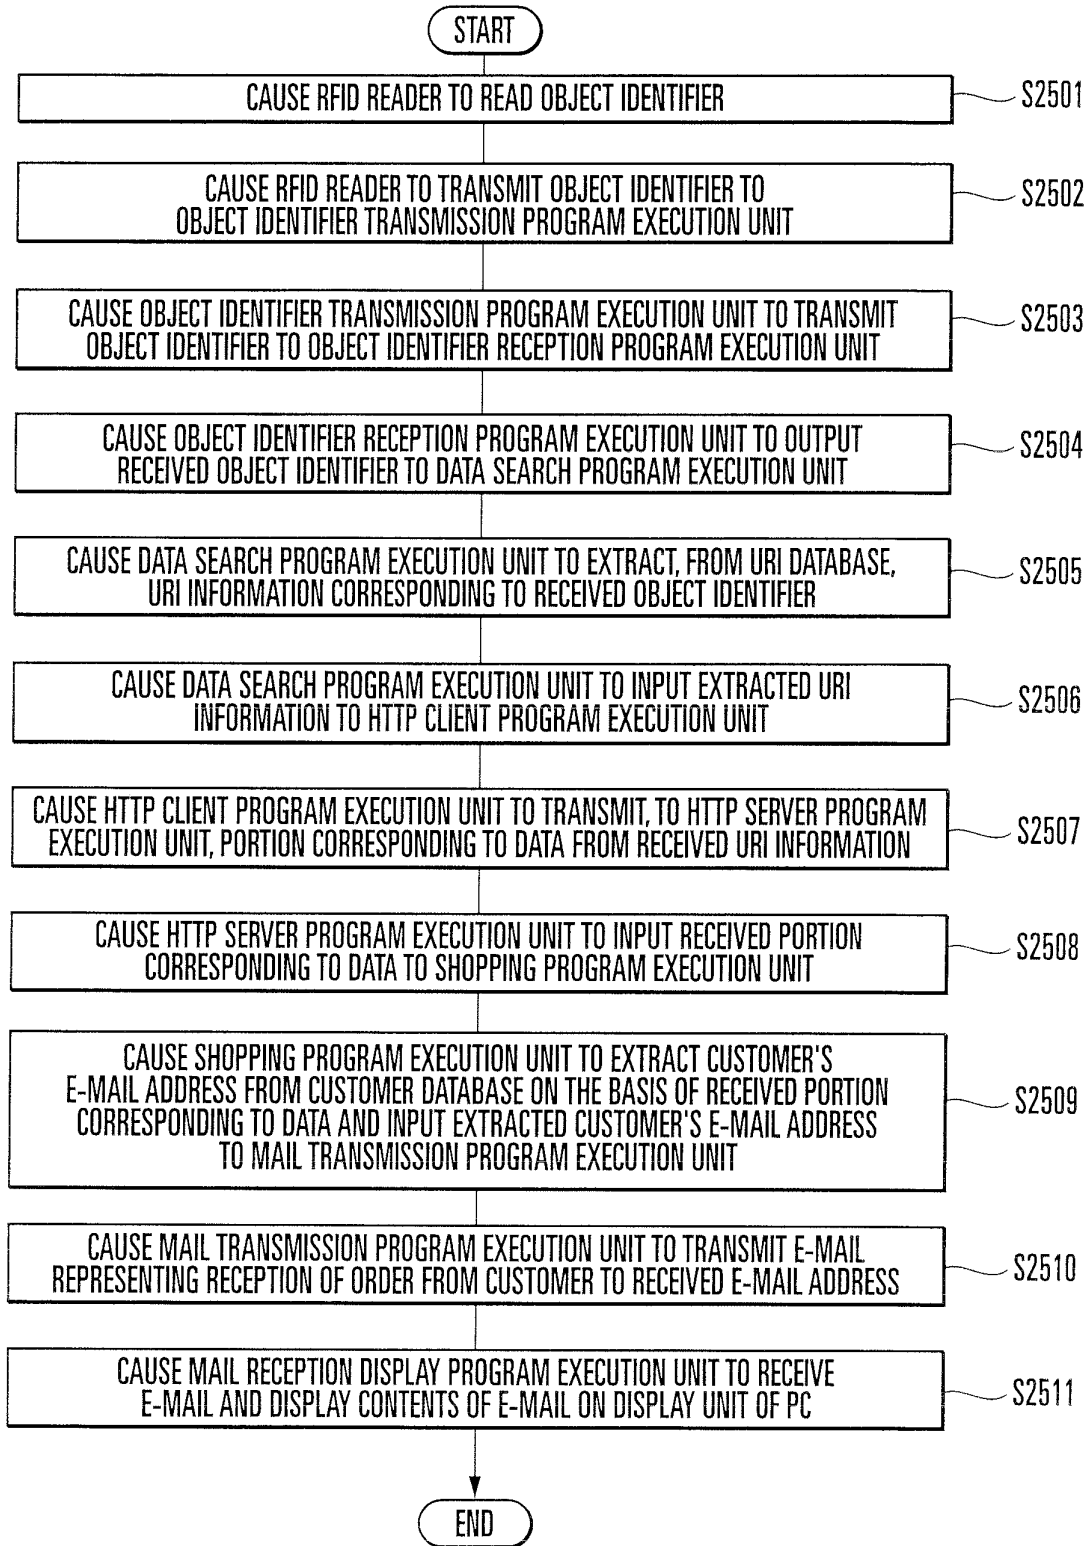 START
CAUSE RFID READER TO READ OBJECT IDENTIFIER
S2501
CAUSE RFID READER TO TRANSMIT OBJECT IDENTIFIER TO
OBJECT IDENTIFIER TRANSMISSION PROGRAM EXECUTION UNIT
S2502
CAUSE OBJECT IDENTIFIER TRANSMISSION PROGRAM EXECUTION UNIT TO TRANSMIT
OBJECT IDENTIFIER TO OBJECT IDENTIFIER RECEPTION PROGRAM EXECUTION UNIT
S2503
CAUSE OBJECT IDENTIFIER RECEPTION PROGRAM EXECUTION UNIT TO OUTPUT
RECEIVED OBJECT IDENTIFIER TO DATA SEARCH PROGRAM EXECUTION UNIT
S2504
CAUSE DATA SEARCH PROGRAM EXECUTION UNIT TO EXTRACT, FROM URI DATABASE,
URI INFORMATION CORRESPONDING TO RECEIVED OBJECT IDENTIFIER
S2505
CAUSE DATA SEARCH PROGRAM EXECUTION UNIT TO INPUT EXTRACTED URI
INFORMATION TO HTTP CLIENT PROGRAM EXECUTION UNIT
S2506
CAUSE HTTP CLIENT PROGRAM EXECUTION UNIT TO TRANSMIT, TO HTTP SERVER PROGRAM
EXECUTION UNIT, PORTION CORRESPONDING TO DATA FROM RECEIVED URI INFORMATION
S2507
CAUSE HTTP SERVER PROGRAM EXECUTION UNIT TO INPUT RECEIVED PORTION
CORRESPONDING TO DATA TO SHOPPING PROGRAM EXECUTION UNIT
S2508
CAUSE SHOPPING PROGRAM EXECUTION UNIT TO EXTRACT CUSTOMER'S
E-MAIL ADDRESS FROM CUSTOMER DATABASE ON THE BASIS OF RECEIVED PORTION
CORRESPONDING TO DATA AND INPUT EXTRACTED CUSTOMER'S E-MAIL ADDRESS
TO MAIL TRANSMISSION PROGRAM EXECUTION UNIT
S2509
CAUSE MAIL TRANSMISSION PROGRAM EXECUTION UNIT TO TRANSMIT E-MAIL
REPRESENTING RECEPTION OF ORDER FROM CUSTOMER TO RECEIVED E-MAIL ADDRESS
S2510
CAUSE MAIL RECEPTION DISPLAY PROGRAM EXECUTION UNIT TO RECEIVE
E-MAIL AND DISPLAY CONTENTS OF E-MAIL ON DISPLAY UNIT OF PC
S2511
END